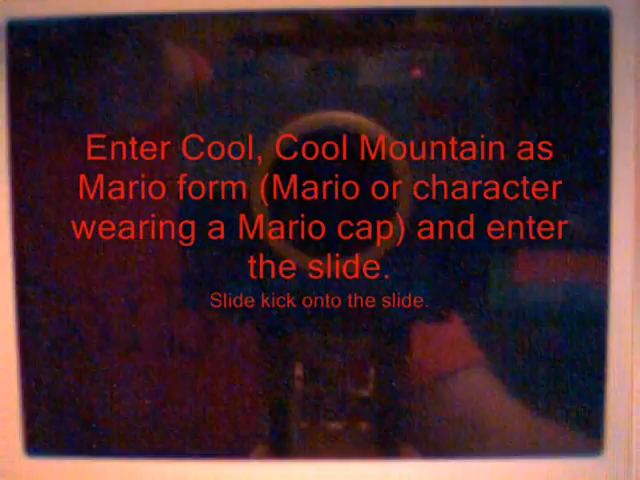 Enter Cool, Cool Mountain as
Mario form (Mario or character
wearing a Mario cap) and enter
the slide.
Slide kick onto the slide.